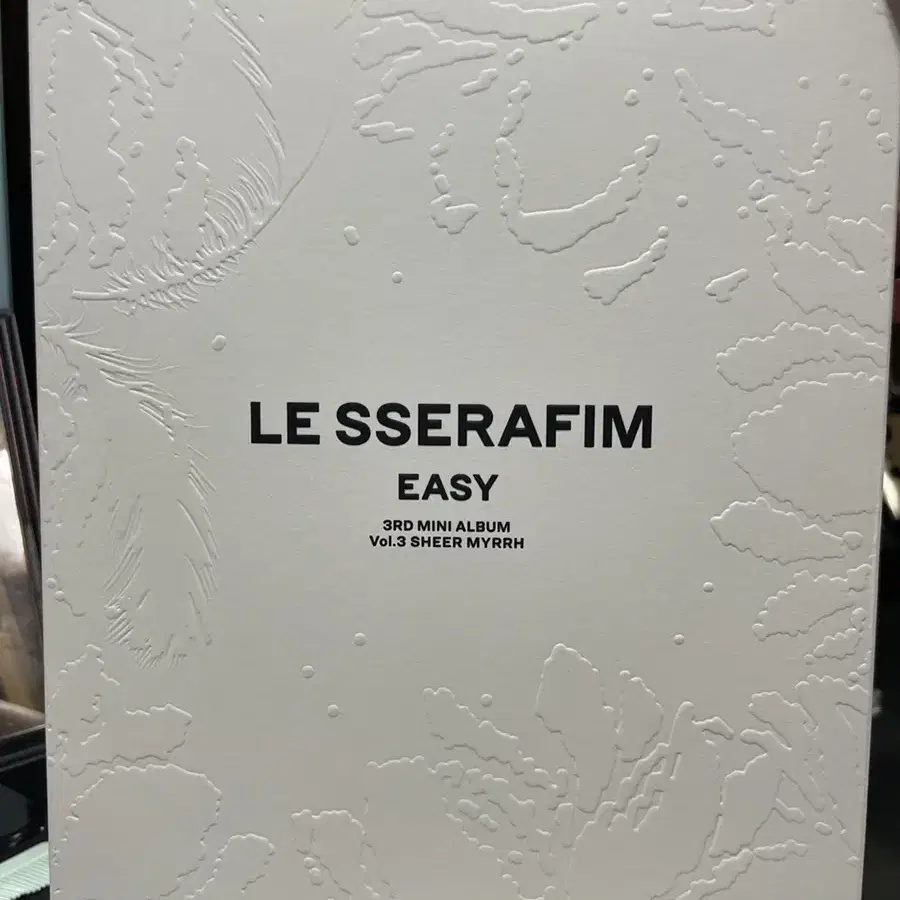 LE SSERAFIM
EASY
3RD MINI ALBUM
Vol.3 SHEER MYRRH